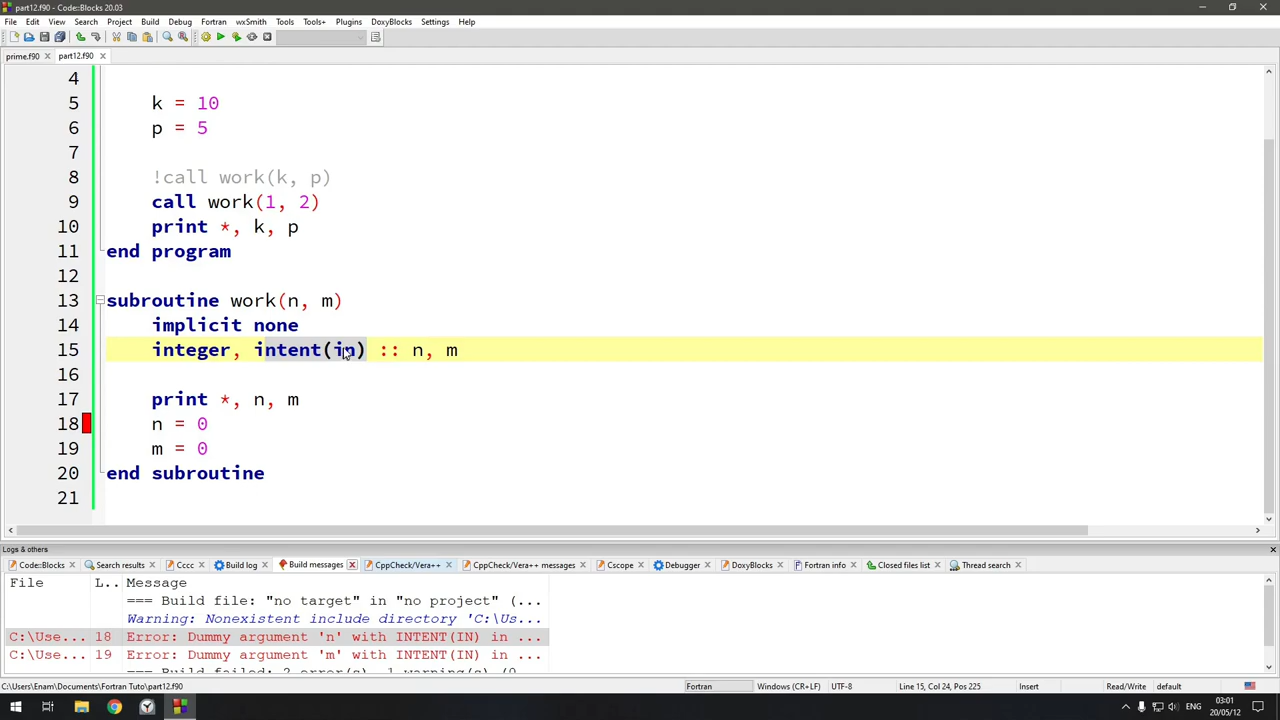 part12.f90 - Code::Blocks 20.03
File Edit View Search Project Build Debug Fortran wxSmith Tools Tools+ Plugins DoxyBlocks Settings Help
prime.f90 part12.f90
4
5 k = 10
6 p = 5
7
8 !call work(k, p)
9 call work(1, 2)
10 print *, k, p
11 end program
12
13 subroutine work(n, m)
14 implicit none
15 integer, intent(in) :: n, m
16
17 print *, n, m
18 n = 0
19 m = 0
20 end subroutine
21
Logs & others
Code::Blocks Search results Cccc Build log Build messages CppCheck/Vera++ CppCheck/Vera++ messages Cscope Debugger DoxyBlocks Fortran info Closed files list Thread search
File L.. Message
=== Build file: "no target" in "no project" (...
Warning: Nonexistent include directory 'C:\Us...
C:\Use... 18 Error: Dummy argument 'n' with INTENT(IN) in ...
C:\Use... 19 Error: Dummy argument 'm' with INTENT(IN) in ...
=== Build failed: 2 error(s), 1 warning(s) (0
C:\Users\Enam\Documents\Fortran Tuto\part12.f90 Fortran Windows (CR+LF) UTF-8 Line 15, Col 24, Pos 225 Insert Read/Write default
ENG 03:01
20/05/12